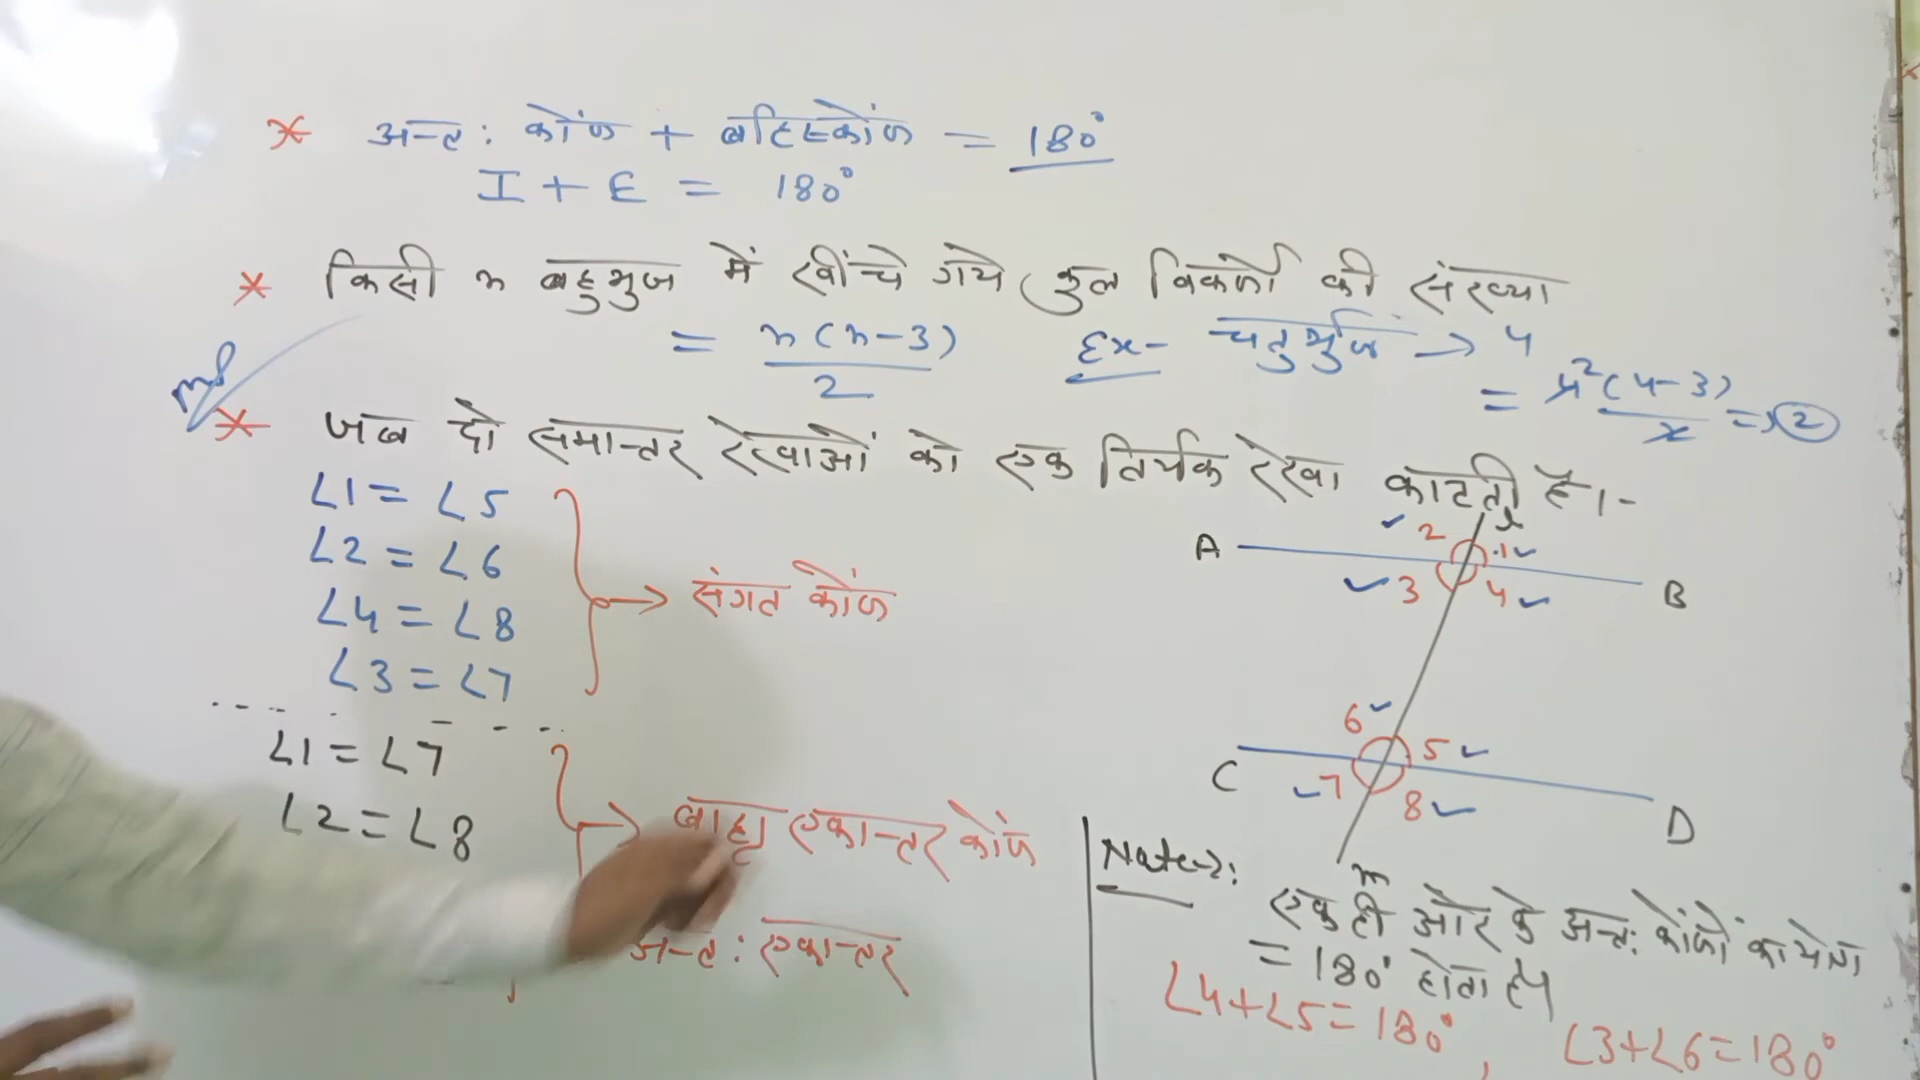 * अन्त: कोण + बहिष्कोण = 180°
I + E = 180°
* किसी n बहुभुज में खींचे गये कुल विकर्णो की संख्या
= n(n-3)/2 Ex- चतुर्भुज → 4
= 4²(4-3)/2 => 2
* जब दो समान्तर रेखाओं को एक तिर्यक रेखा काटती है।-
∠1 = ∠5
∠2 = ∠6
∠4 = ∠8
∠3 = ∠7
→ संगत कोण
∠1 = ∠7
∠2 = ∠8
→ बाह्य एकान्तर कोण
अन्त: एकान्तर
A B
2 1
3 4
6 5
7 8
C D
m
Note→:
एक ही ओर के अन्त: कोणों का योग
= 180° होता है।
∠4+∠5=180°, ∠3+∠6=180°